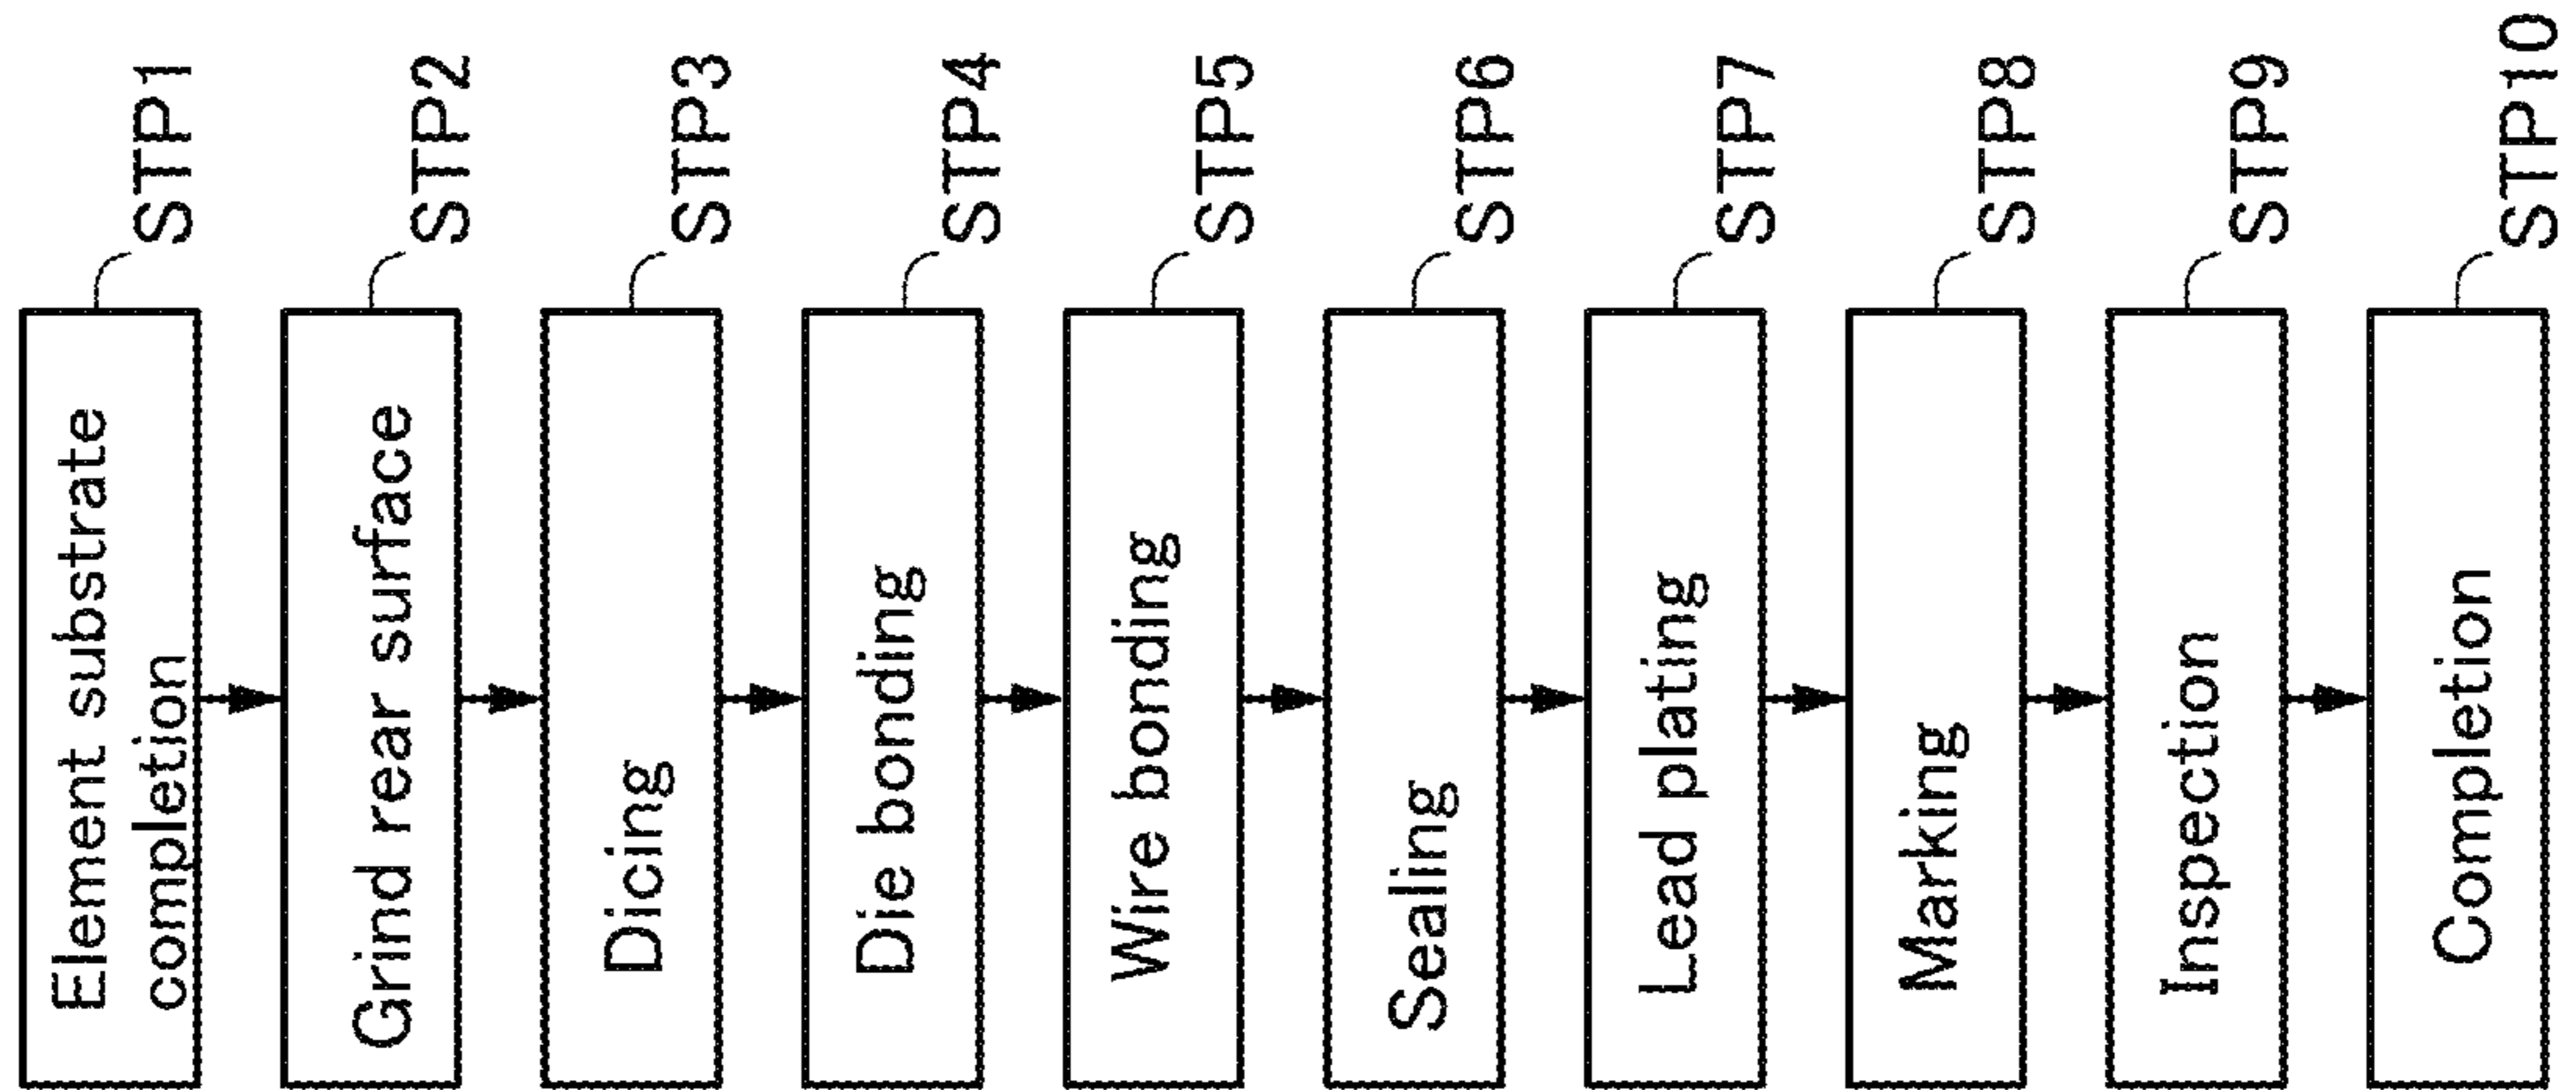 Element substrate
completion
STP1
Grind rear surface
STP2
Dicing
STP3
Die bonding
STP4
Wire bonding
STP5
Sealing
STP6
Lead plating
STP7
Marking
STP8
Inspection
STP9
Completion
STP10